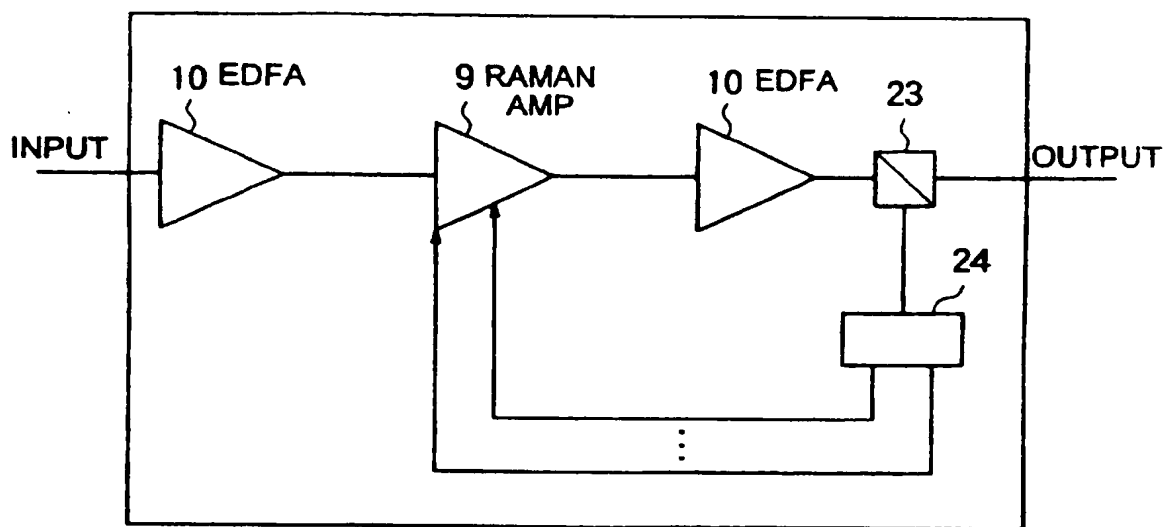 10 EDFA
9 RAMAN
AMP
10 EDFA
23
INPUT
OUTPUT
24